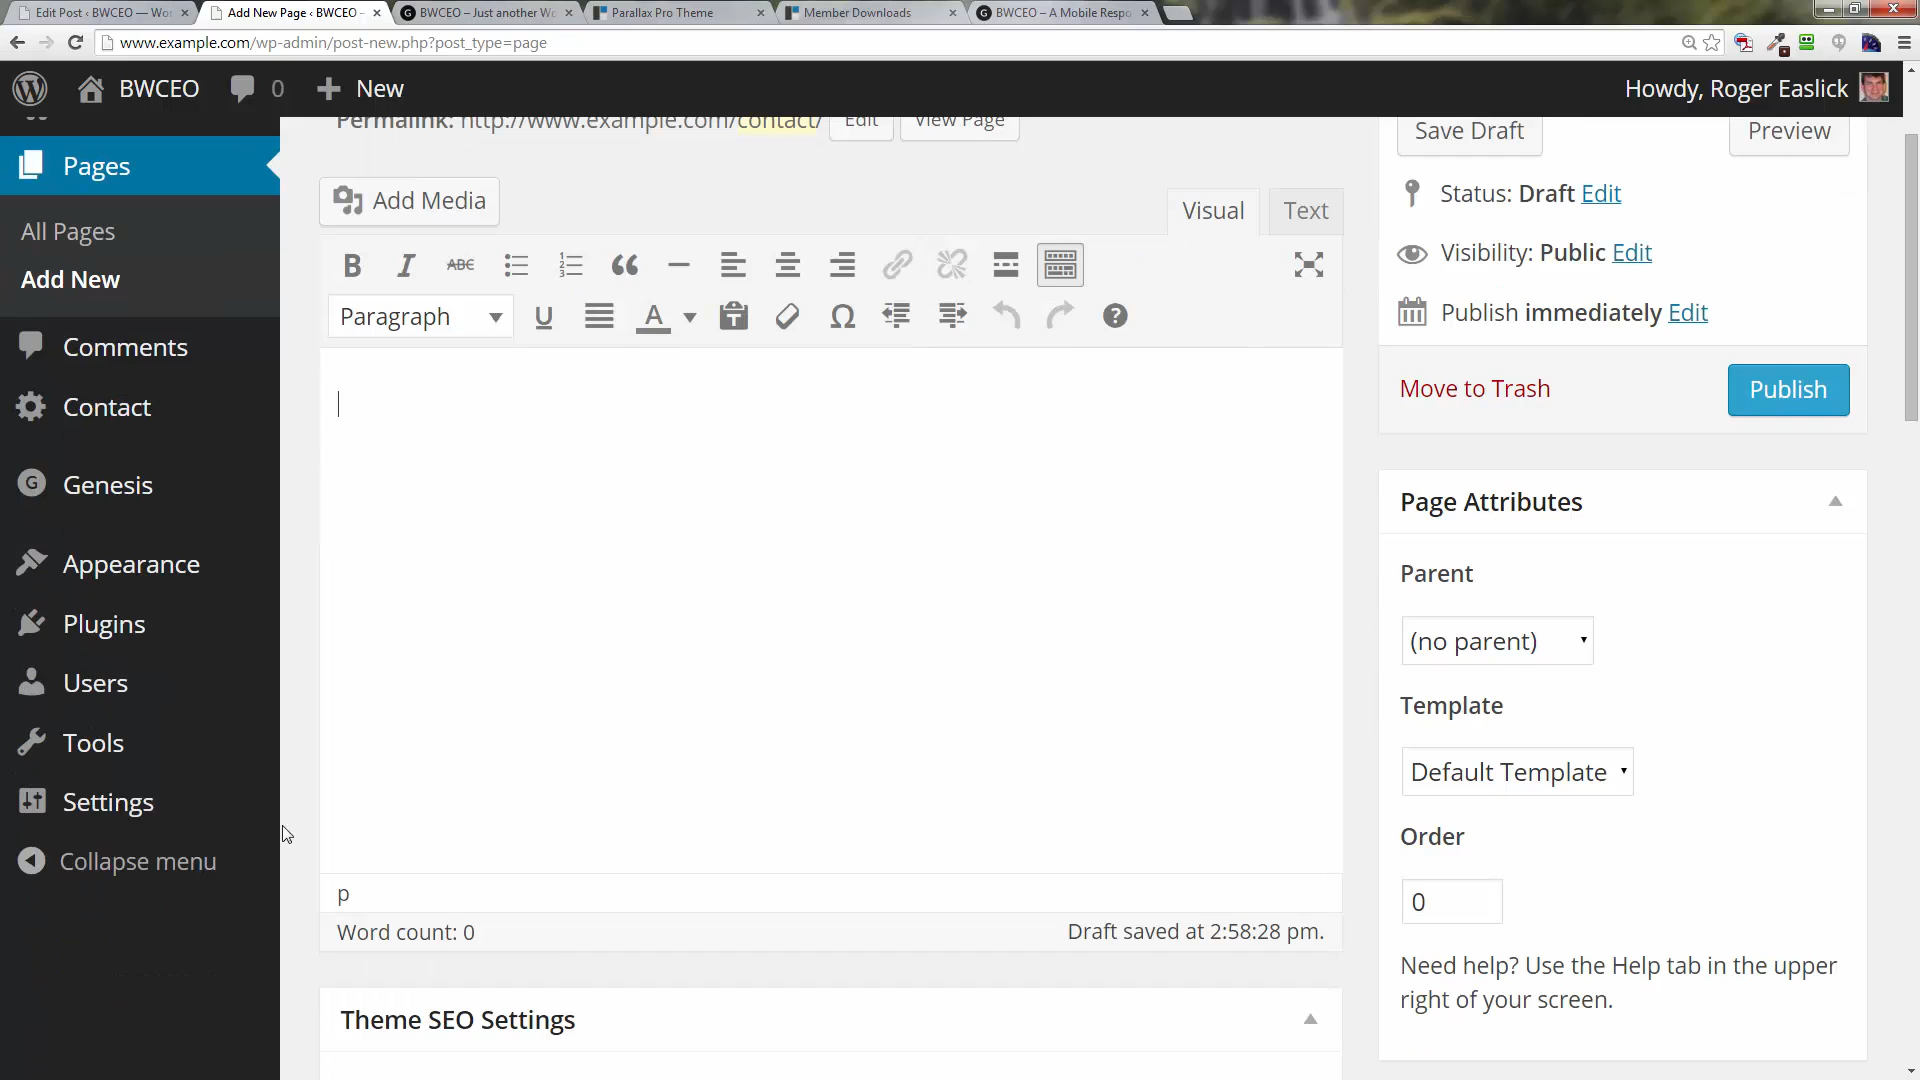 Edit Post ‹ BWCEO — Wor
Add New Page ‹ BWCEO –
BWCEO – Just another Wo
Parallax Pro Theme
Member Downloads
BWCEO – A Mobile Respo
www.example.com/wp-admin/post-new.php?post_type=page
BWCEO
0
New
Howdy, Roger Easlick
Permalink: http://www.example.com/contact/
Edit
View Page
Save Draft
Preview
Pages
All Pages
Add New
Comments
Contact
Genesis
Appearance
Plugins
Users
Tools
Settings
Collapse menu
Add Media
Visual
Text
B I ABC
Paragraph
U
A
Ω
p
Word count: 0
Draft saved at 2:58:28 pm.
Theme SEO Settings
Status: Draft Edit
Visibility: Public Edit
Publish immediately Edit
Move to Trash
Publish
Page Attributes
Parent
(no parent)
Template
Default Template
Order
0
Need help? Use the Help tab in the upper
right of your screen.